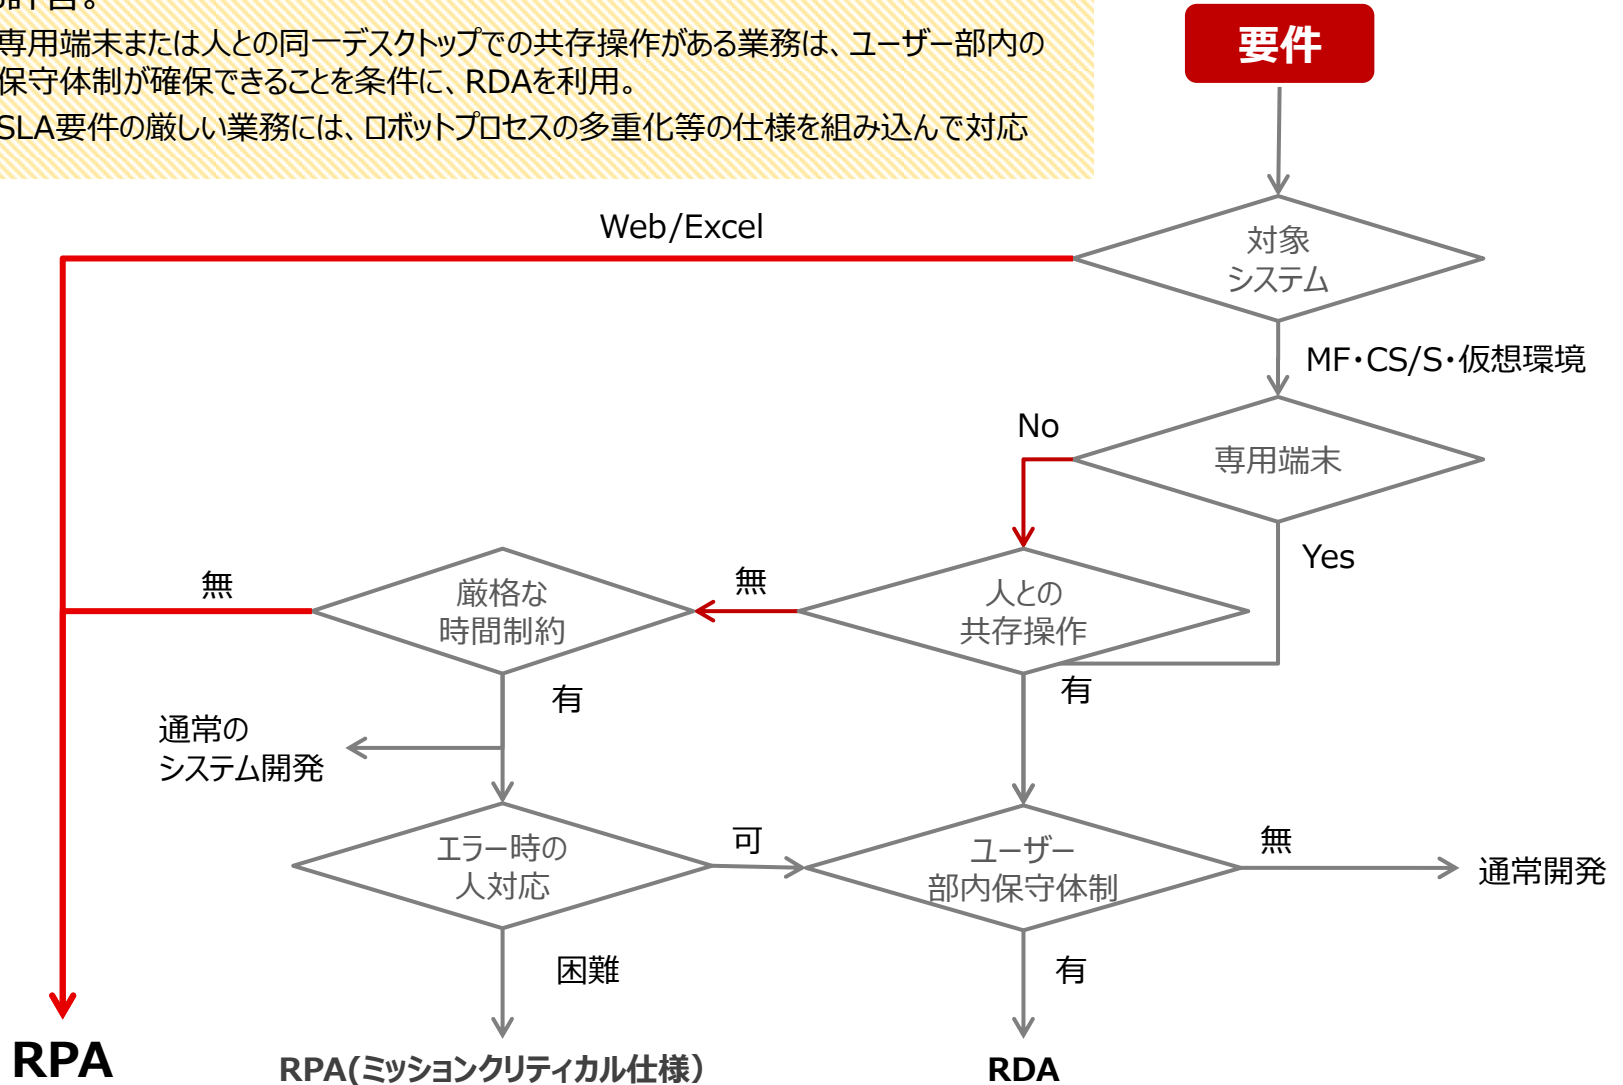 専用端末または人との同一デスクトップでの共存操作がある業務は、ユーザー部内の
保守体制が確保できることを条件に、RDAを利用。
SLA要件の厳しい業務には、ロボットプロセスの多重化等の仕様を組み込んで対応
要件
Web/Excel
対象
システム
MF・CS/S・仮想環境
No
専用端末
Yes
無
厳格な
時間制約
無
人との
共存操作
有
有
通常の
システム開発
エラー時の
人対応
可
ユーザー
部内保守体制
無
通常開発
困難
有
RPA
RPA(ミッションクリティカル仕様）
RDA